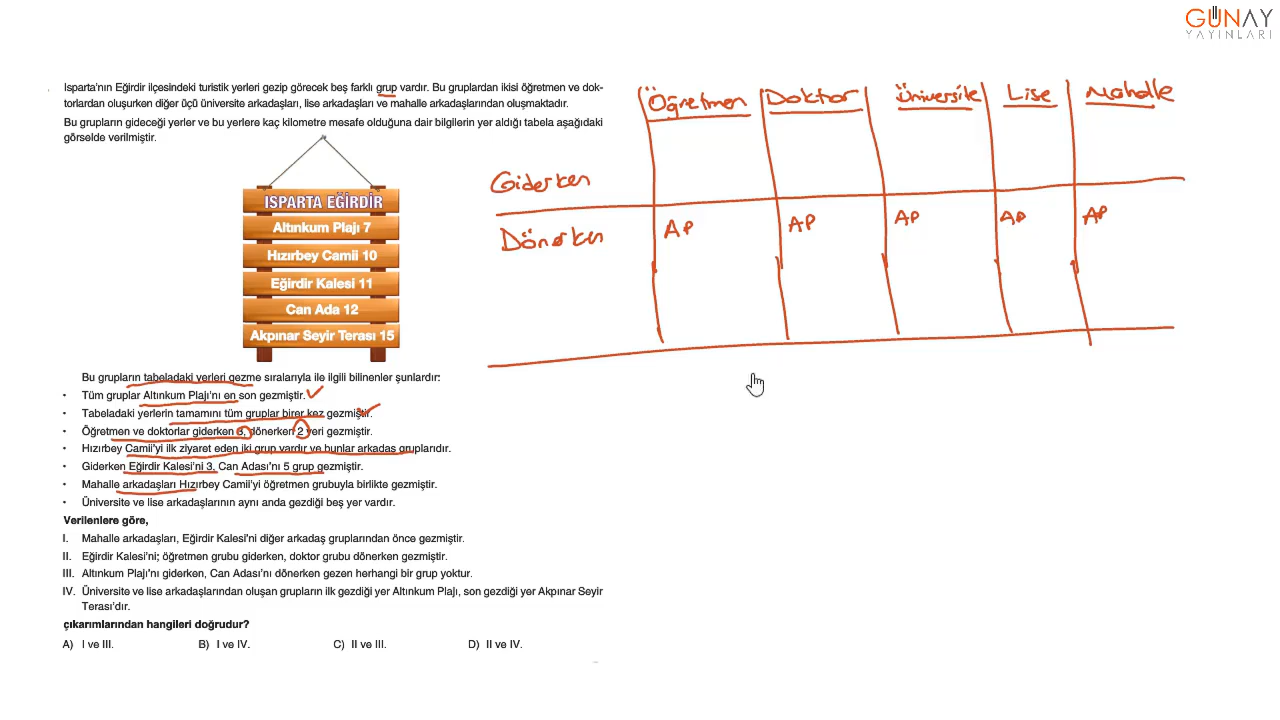 GÜNAY
YAYINLARI
Isparta'nın Eğirdir ilçesindeki turistik yerleri gezip görecek beş farklı grup vardır. Bu gruplardan ikisi öğretmen ve dok-
torlardan oluşurken diğer üçü üniversite arkadaşları, lise arkadaşları ve mahalle arkadaşlarından oluşmaktadır.
Bu grupların gideceği yerler ve bu yerlere kaç kilometre mesafe olduğuna dair bilgilerin yer aldığı tabela aşağıdaki
görselde verilmiştir.
ISPARTA EĞİRDİR
Altınkum Plajı 7
Hızırbey Camii 10
Eğirdir Kalesi 11
Can Ada 12
Akpınar Seyir Terası 15
Öğretmen Doktor Üniversite Lise Mahalle
Giderken
Dönerken AP AP AP AP AP
Bu grupların tabeladaki yerleri gezme sıralarıyla ile ilgili bilinenler şunlardır:
• Tüm gruplar Altınkum Plajı'nı en son gezmiştir.
• Tabeladaki yerlerin tamamını tüm gruplar birer kez gezmiştir.
• Öğretmen ve doktorlar giderken 3, dönerken 2 yeri gezmiştir.
• Hızırbey Camii'yi ilk ziyaret eden iki grup vardır ve bunlar arkadaş gruplarıdır.
• Giderken Eğirdir Kalesi'ni 3, Can Adası'nı 5 grup gezmiştir.
• Mahalle arkadaşları Hızırbey Camii'yi öğretmen grubuyla birlikte gezmiştir.
• Üniversite ve lise arkadaşlarının aynı anda gezdiği beş yer vardır.
Verilenlere göre,
I. Mahalle arkadaşları, Eğirdir Kalesi'ni diğer arkadaş gruplarından önce gezmiştir.
II. Eğirdir Kalesi'ni; öğretmen grubu giderken, doktor grubu dönerken gezmiştir.
III. Altınkum Plajı'nı giderken, Can Adası'nı dönerken gezen herhangi bir grup yoktur.
IV. Üniversite ve lise arkadaşlarından oluşan grupların ilk gezdiği yer Altınkum Plajı, son gezdiği yer Akpınar Seyir
Terası'dır.
çıkarımlarından hangileri doğrudur?
A) I ve III. B) I ve IV. C) II ve III. D) II ve IV.